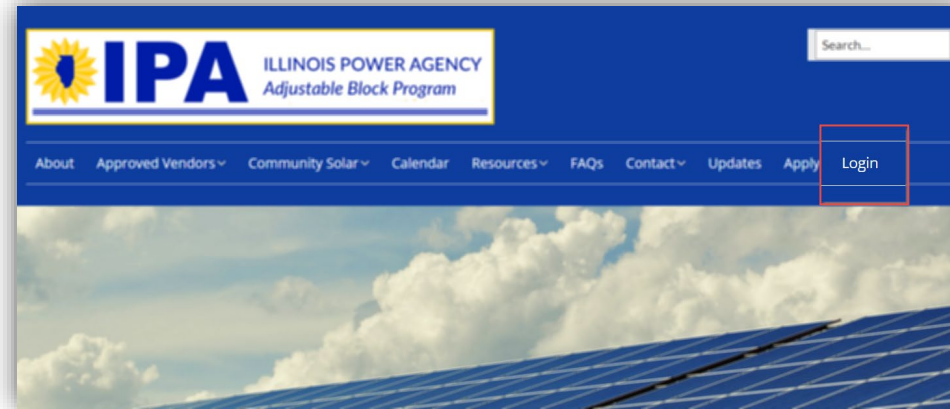 IPA
ILLINOIS POWER AGENCY
Adjustable Block Program
Search...
About Approved Vendors Community Solar Calendar Resources FAQs Contact Updates Apply Login